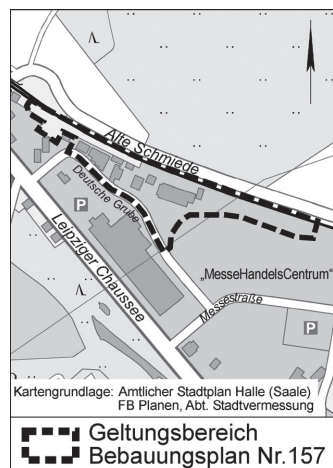 Alte Schmiede
Deutsche Grube
P
Leipziger Chaussee
„MesseHandelsCentrum“
Messestraße
P
Kartengrundlage: Amtlicher Stadtplan Halle (Saale)
FB Planen, Abt. Stadtvermessung
Geltungsbereich
Bebauungsplan Nr.157